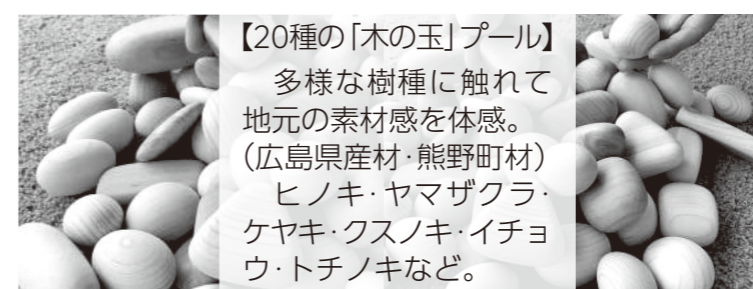 【20種の「木の玉」プール】
多様な樹種に触れて
地元の素材感を体感。
（広島県産材・熊野町材）
ヒノキ・ヤマザクラ・
ケヤキ・クスノキ・イチョ
ウ・トチノキなど。